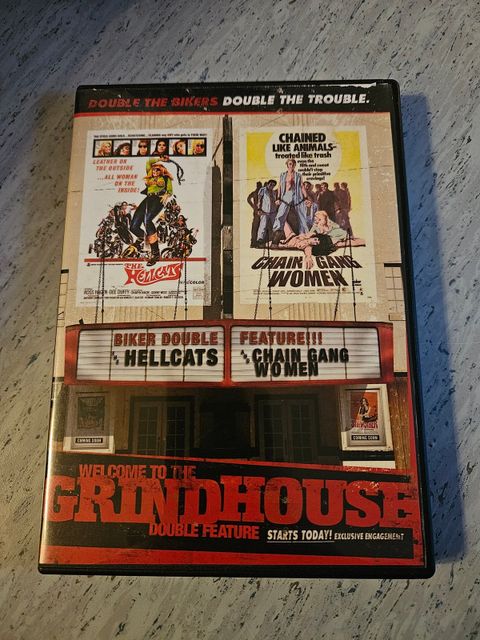 DOUBLE THE BIKERS DOUBLE THE TROUBLE.
LEATHER ON THE
OUTSIDE
...ALL WOMAN
ON THE
INSIDE!
THE
HELLCATS
CHAINED
LIKE ANIMALS–
treated like trash
CHAIN GANG
WOMEN
BIKER DOUBLE FEATURE!!!
THE HELLCATS
CHAIN GANG
WOMEN
COMING SOON
COMING SOON
WELCOME TO THE
GRINDHOUSE
DOUBLE FEATURE STARTS TODAY! EXCLUSIVE ENGAGEMENT